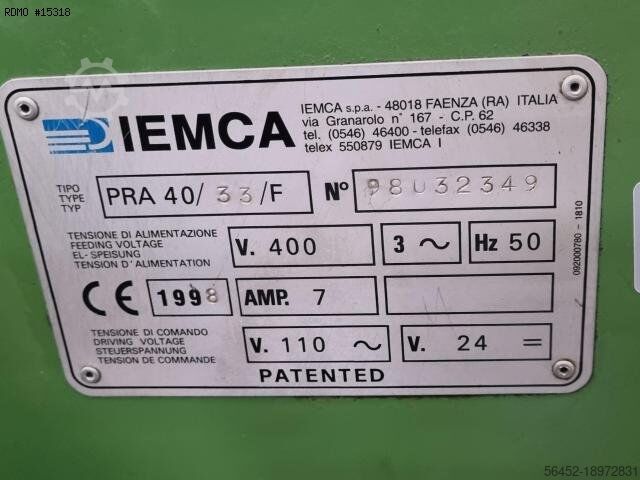 RDMO #15318
IEMCA
IEMCA s.p.a. - 48018 FAENZA (RA) ITALIA
via Granarolo n° 167 - C.P. 62
tel. (0546) 46400 - telefax (0546) 46338
telex 550879 IEMCA I
TIPO
TYPE
TYP
PRA 40/33/F
N° 98032349
TENSIONE DI ALIMENTAZIONE
FEEDING VOLTAGE
EL- SPEISUNG
TENSION D'ALIMENTATION
V. 400
3 ~
Hz 50
CE 1998
AMP. 7
TENSIONE DI COMANDO
DRIVING VOLTAGE
STEUERSPANNUNG
TENSION DE COMMANDE
V. 110 ~
V. 24 =
PATENTED
092000780 - 1810
56452-18972831